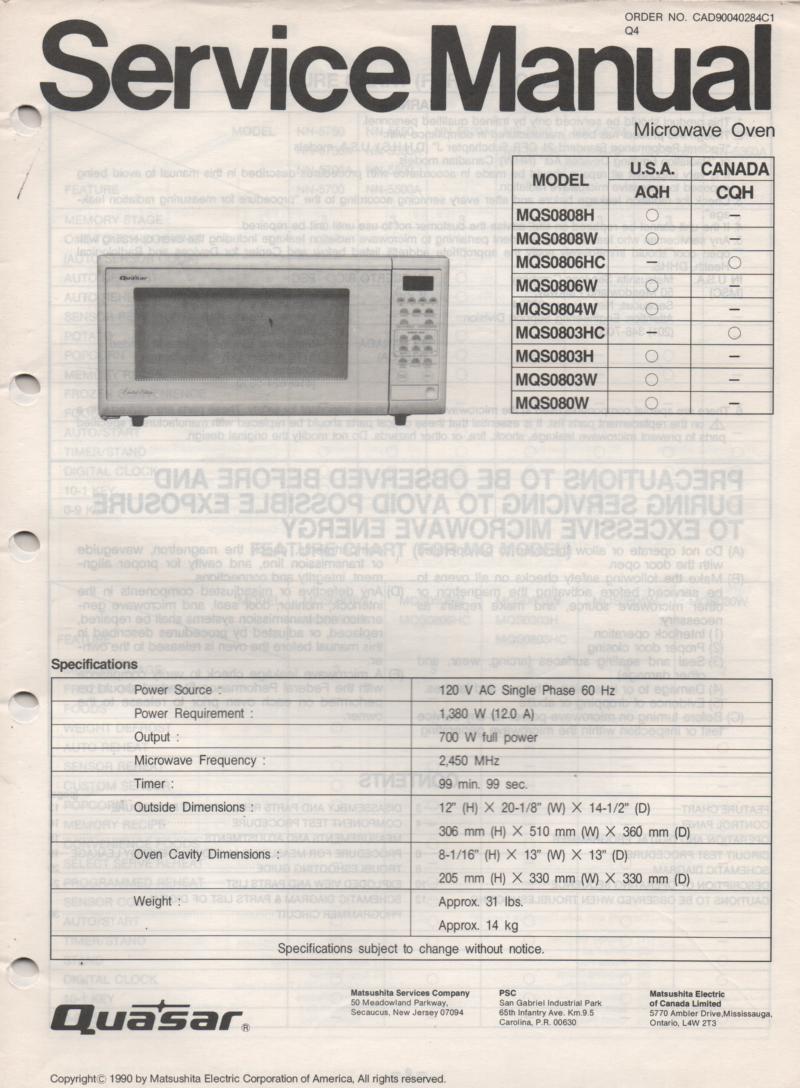 ORDER NO. CAD90040284C1
Q4
Service Manual
Microwave Oven
MODEL U.S.A. CANADA
AQH CQH
MQS0808H ○ –
MQS0808W ○ –
MQS0806HC – ○
MQS0806W ○ –
MQS0804W ○ –
MQS0803HC – ○
MQS0803H ○ –
MQS0803W ○ –
MQS080W ○ –
Quasar
Specifications
Power Source : 120 V AC Single Phase 60 Hz
Power Requirement : 1,380 W (12.0 A)
Output : 700 W full power
Microwave Frequency : 2,450 MHz
Timer : 99 min. 99 sec.
Outside Dimensions : 12" (H) X 20-1/8" (W) X 14-1/2" (D)
306 mm (H) X 510 mm (W) X 360 mm (D)
Oven Cavity Dimensions : 8-1/16" (H) X 13" (W) X 13" (D)
205 mm (H) X 330 mm (W) X 330 mm (D)
Weight : Approx. 31 lbs.
Approx. 14 kg
Specifications subject to change without notice.
Quasar®
Matsushita Services Company
50 Meadowland Parkway,
Secaucus, New Jersey 07094
PSC
San Gabriel Industrial Park
65th Infantry Ave. Km.9.5
Carolina, P.R. 00630
Matsushita Electric
of Canada Limited
5770 Ambler Drive,Mississauga,
Ontario, L4W 2T3
Copyright© 1990 by Matsushita Electric Corporation of America, All rights reserved.